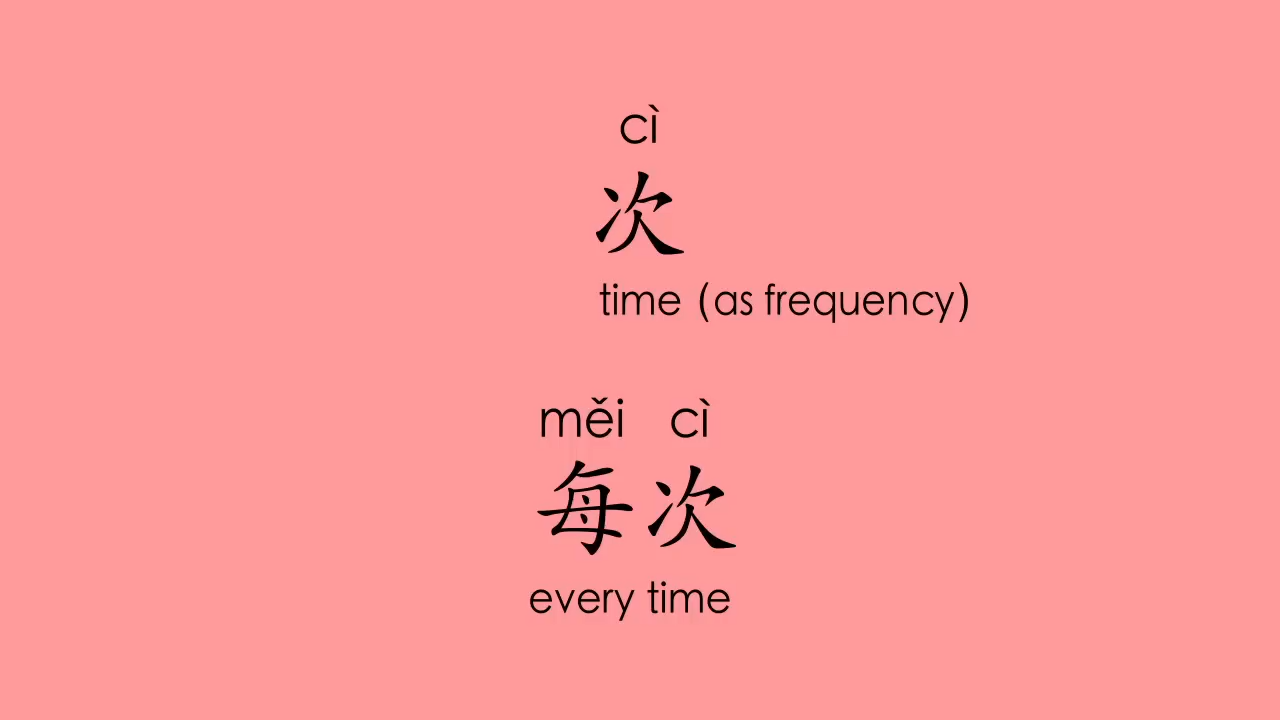 cì
次
time (as frequency)
měi cì
每次
every time